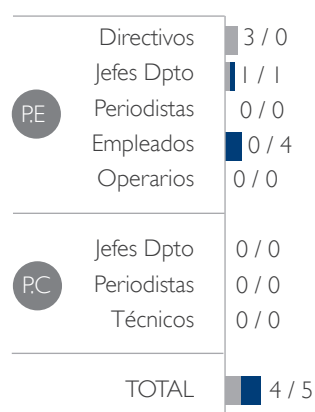 Directivos 3 / 0
Jefes Dpto 1 / 1
P.E Periodistas 0 / 0
Empleados 0 / 4
Operarios 0 / 0
Jefes Dpto 0 / 0
P.C Periodistas 0 / 0
Técnicos 0 / 0
TOTAL 4 / 5